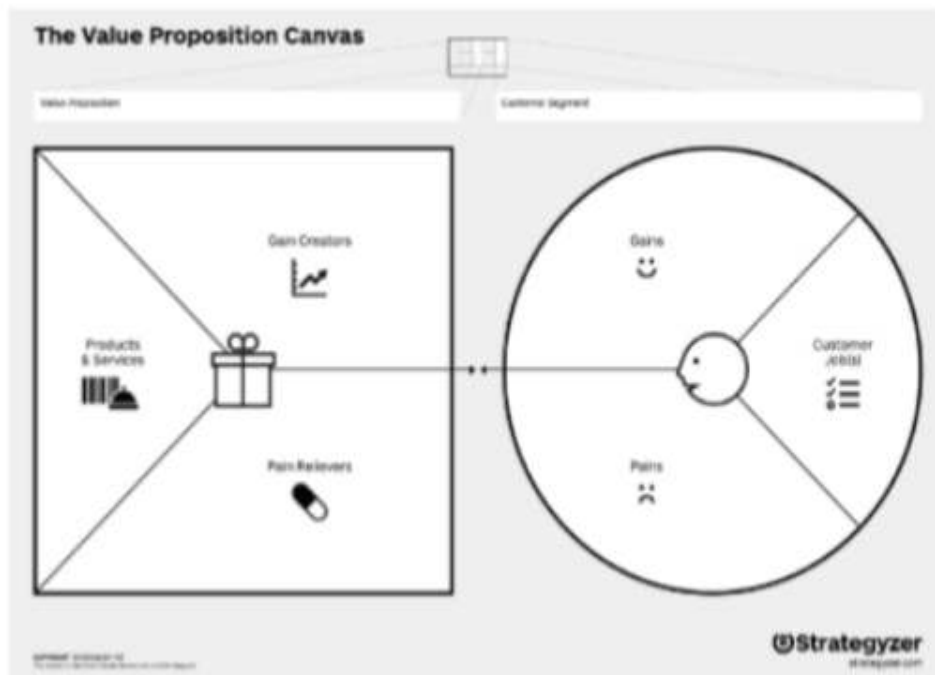 The Value Proposition Canvas
Value Proposition
Customer Segment
Gain Creators
Gains
Products
& Services
Customer
Job(s)
Pain Relievers
Pains
Strategyzer
strategyzer.com